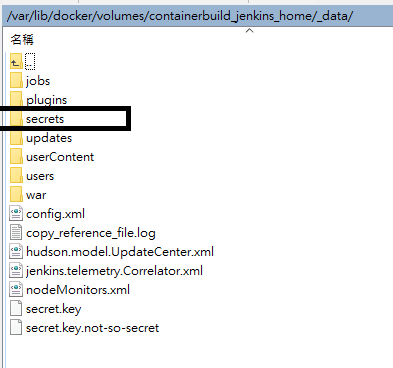 /var/lib/docker/volumes/containerbuild_jenkins_home/_data/
名稱
..
jobs
plugins
secrets
updates
userContent
users
war
config.xml
copy_reference_file.log
hudson.model.UpdateCenter.xml
jenkins.telemetry.Correlator.xml
nodeMonitors.xml
secret.key
secret.key.not-so-secret